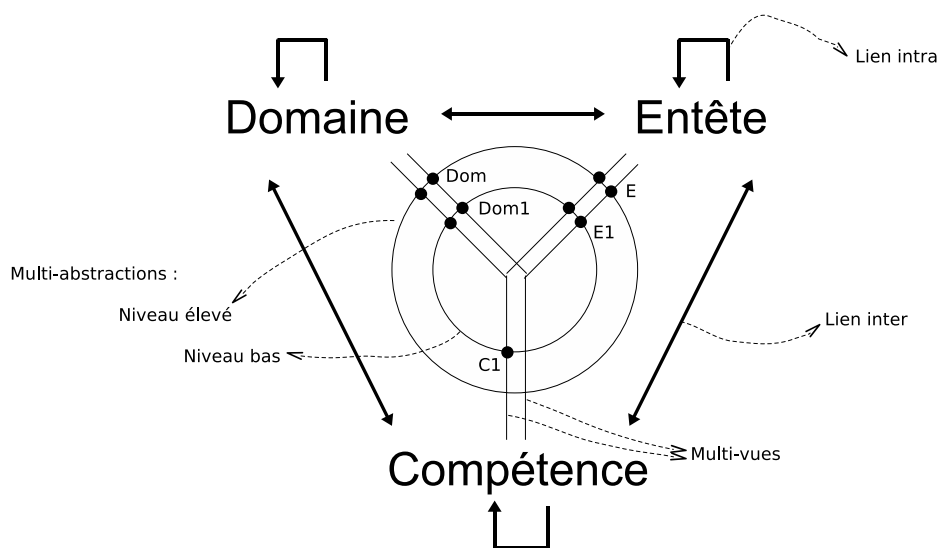 Lien intra
Domaine
Entête
Dom
E
Dom1
E1
Multi-abstractions :
Niveau élevé
Lien inter
Niveau bas
C1
Multi-vues
Compétence